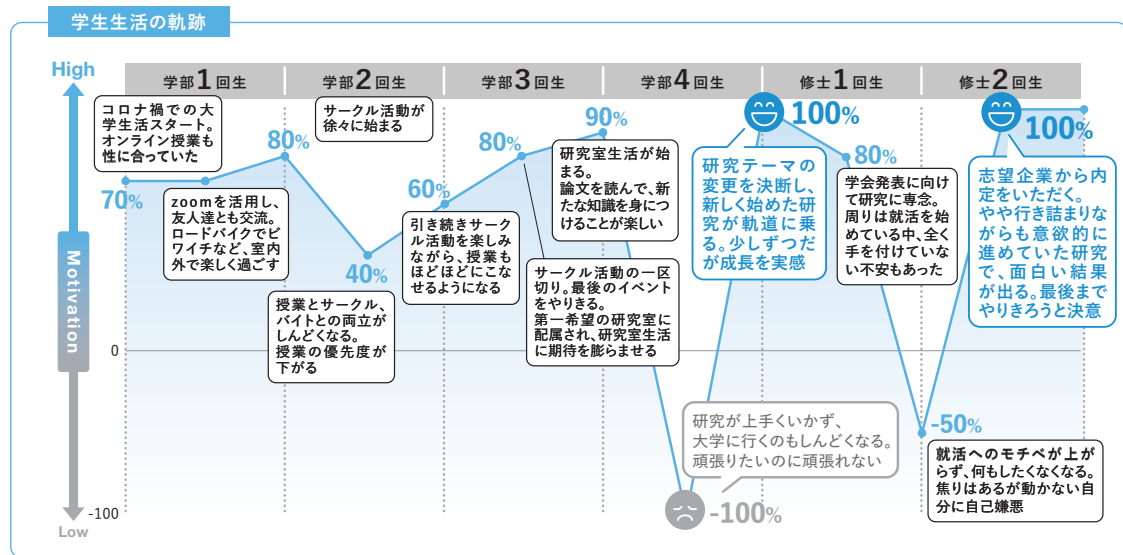 学生生活の軌跡
High
学部1回生
学部2回生
学部3回生
学部4回生
修士1回生
修士2回生
コロナ禍での大
学生活スタート。
オンライン授業も
性に合っていた
70%
zoomを活用し、
友人達とも交流。
ロードバイクでビ
ワイチなど、室内
外で楽しく過ごす
80%
サークル活動が
徐々に始まる
40%
授業とサークル、
バイトとの両立が
しんどくなる。
授業の優先度が
下がる
60%
引き続きサーク
ル活動を楽しみ
ながら、授業も
ほどほどにこな
せるようになる
80%
サークル活動の一区
切り。最後のイベント
をやりきる。
第一希望の研究室に
配属され、研究室生活
に期待を膨らませる
90%
研究室生活が始
まる。
論文を読んで、新
たな知識を身につ
けることが楽しい
研究が上手くいかず、
大学に行くのもしんどくなる。
頑張りたいのに頑張れない
-100%
100%
研究テーマの
変更を決断し、
新しく始めた研
究が軌道に乗
る。少しずつだ
が成長を実感
80%
学会発表に向け
て研究に専念。
周りは就活を始
めている中、全く
手を付けていな
い不安もあった
-50%
就活へのモチベが上が
らず、何もしたくなくなる。
焦りはあるが動かない自
分に自己嫌悪
100%
志望企業から内
定をいただく。
やや行き詰まりな
がらも意欲的に
進めていた研究
で、面白い結果
が出る。最後まで
やりきろうと決意
Motivation
0
-100
Low